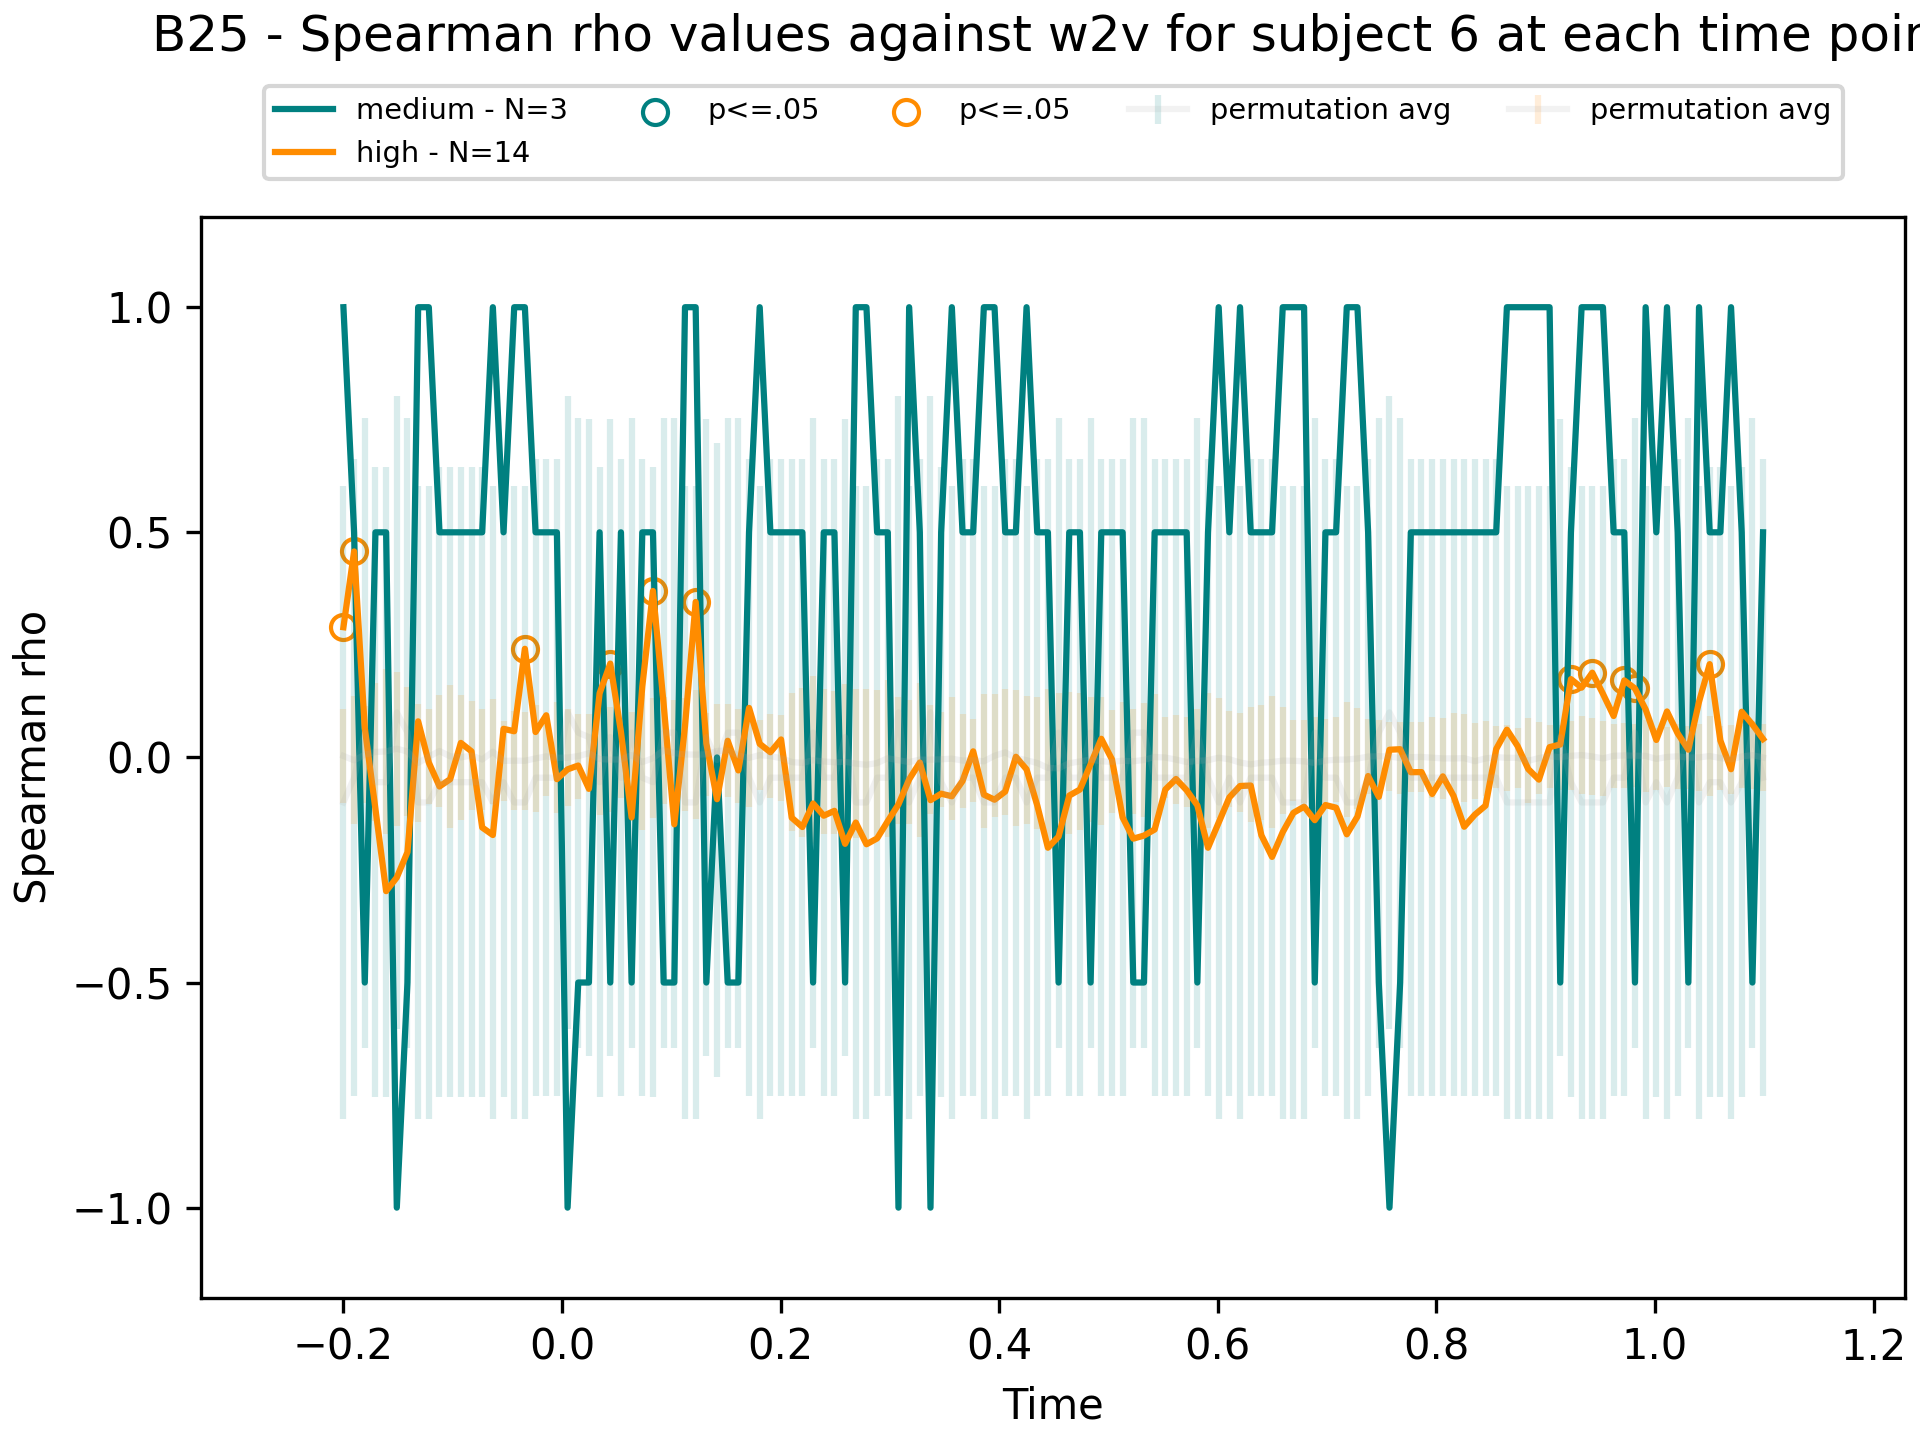 B25 - Spearman rho values against w2v for subject 6 at each time poin
medium - N=3
high - N=14
p<=.05
p<=.05
permutation avg
permutation avg
Spearman rho
1.0
0.5
0.0
−0.5
−1.0
−0.2 0.0 0.2 0.4 0.6 0.8 1.0 1.2
Time